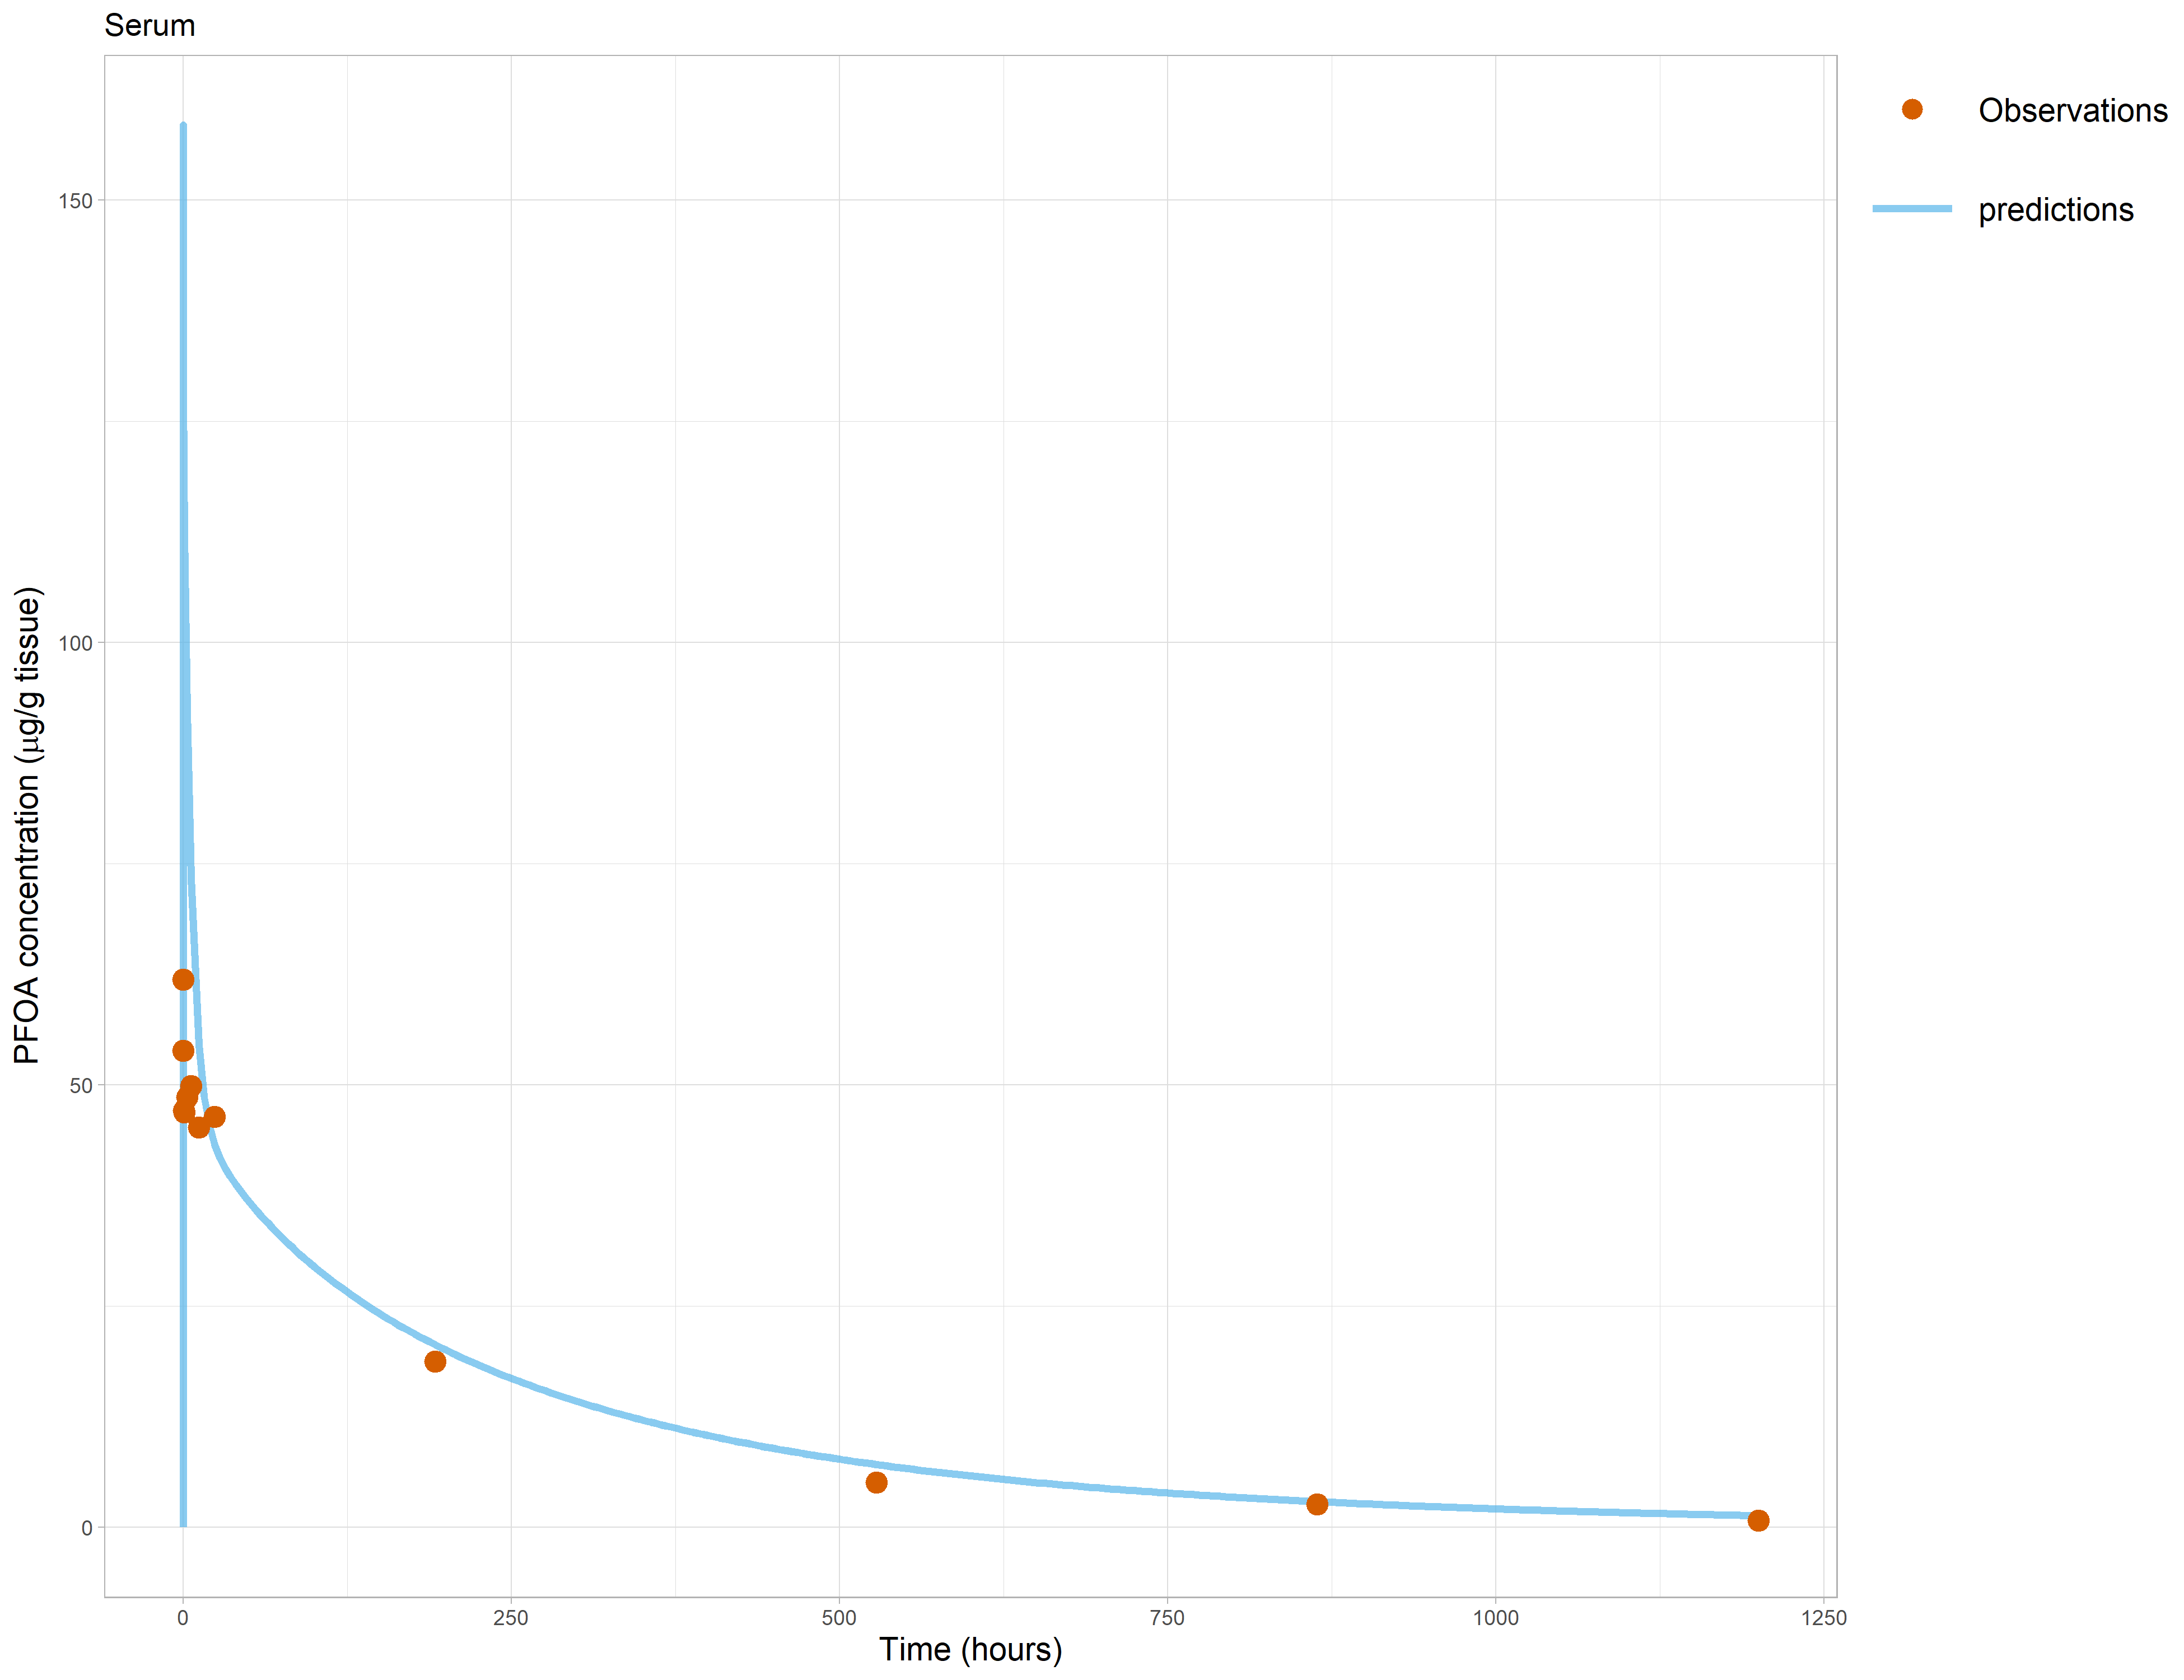 Serum
Observations
predictions
150
100
50
0
PFOA concentration (μg/g tissue)
0 250 500 750 1000 1250
Time (hours)